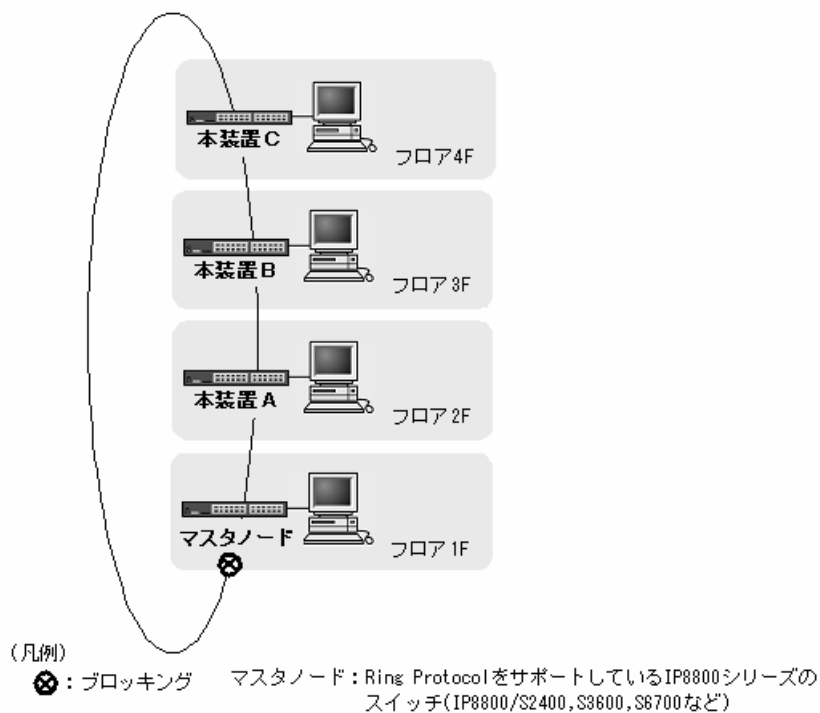 本装置C
フロア4F
本装置B
フロア3F
本装置A
フロア2F
マスタノード
フロア1F
(凡例)
：ブロッキング
マスタノード：Ring ProtocolをサポートしているIP8800シリーズの
スイッチ(IP8800/S2400,S3600,S6700など)